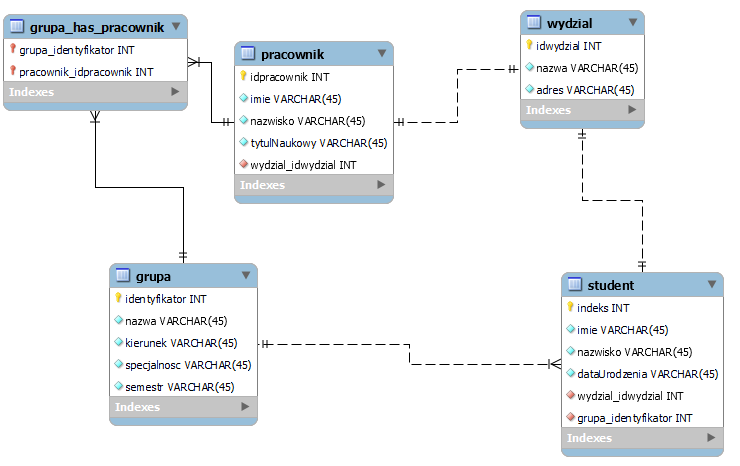 grupa_has_pracownik
grupa_identyfikator INT
pracownik_idpracownik INT
Indexes
pracownik
idpracownik INT
imie VARCHAR(45)
nazwisko VARCHAR(45)
tytulNaukowy VARCHAR(45)
wydzial_idwydzial INT
Indexes
wydzial
idwydzial INT
nazwa VARCHAR(45)
adres VARCHAR(45)
Indexes
grupa
identyfikator INT
nazwa VARCHAR(45)
kierunek VARCHAR(45)
specjalnosc VARCHAR(45)
semestr VARCHAR(45)
Indexes
student
indeks INT
imie VARCHAR(45)
nazwisko VARCHAR(45)
dataUrodzenia VARCHAR(45)
wydzial_idwydzial INT
grupa_identyfikator INT
Indexes